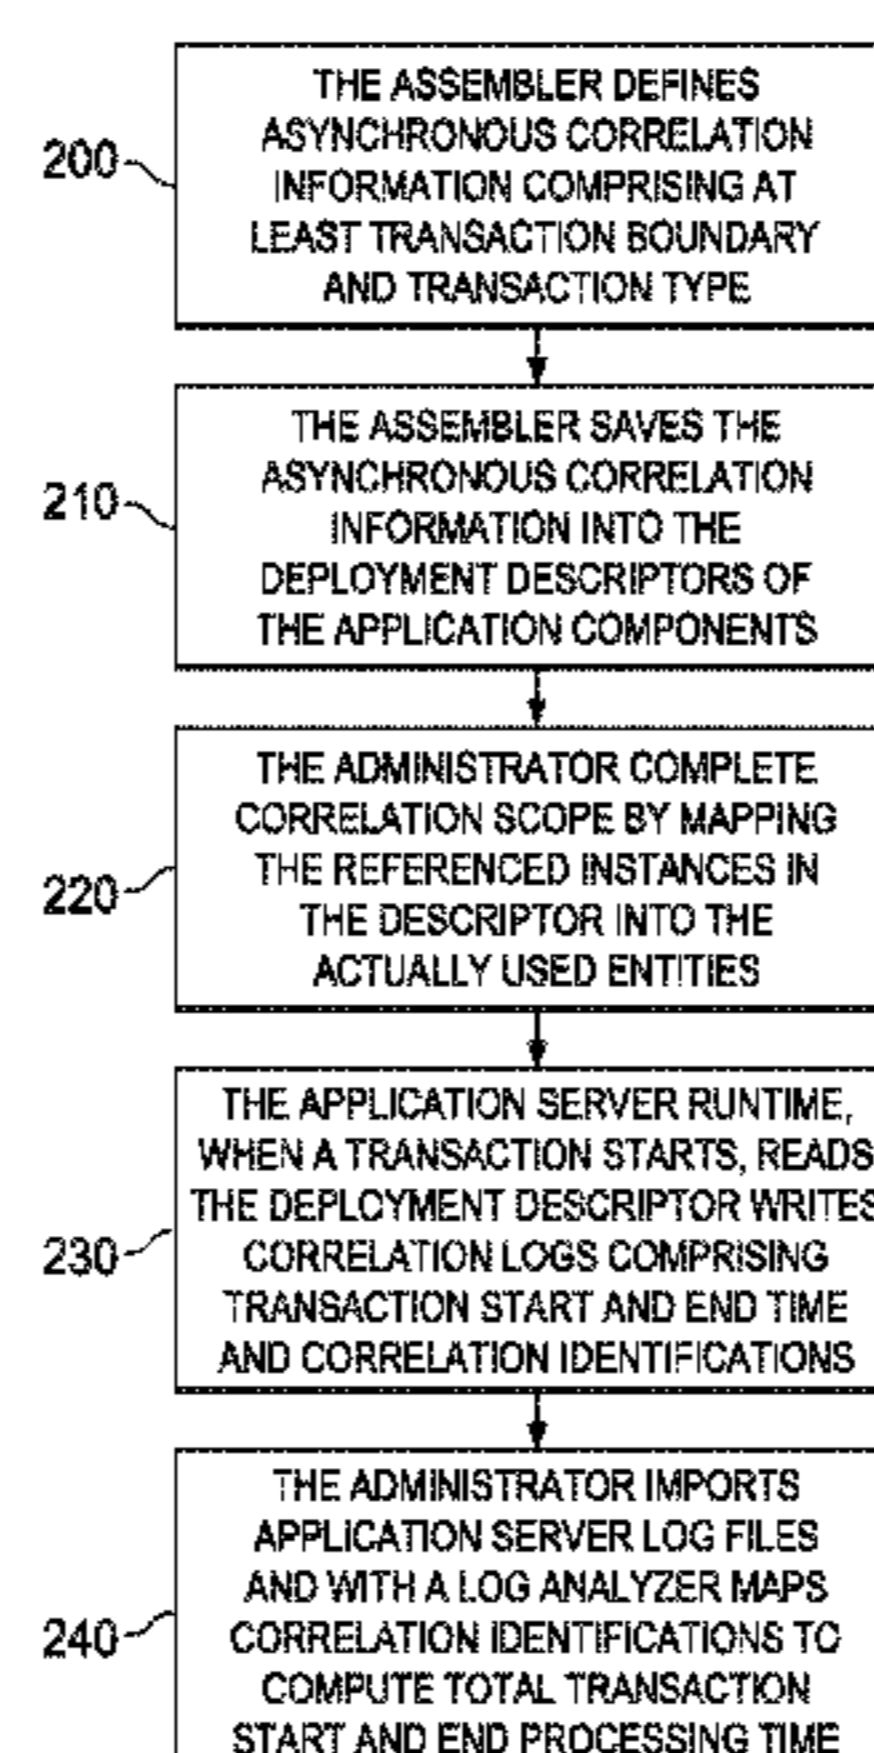 THE ASSEMBLER DEFINES
ASYNCHRONOUS CORRELATION
200
INFORMATION COMPRISING AT
LEAST TRANSACTION BOUNDARY
AND TRANSACTION TYPE
THE ASSEMBLER SAVES THE
ASYNCHRONOUS CORRELATION
210
INFORMATION INTO THE
DEPLOYMENT DESCRIPTORS OF
THE APPLICATION COMPONENTS
THE ADMINISTRATOR COMPLETE
CORRELATION SCOPE BY MAPPING
THE REFERENCED INSTANCES IN
220
THE DESCRIPTOR INTO THE
ACTUALLY USED ENTITIES
THE APPLICATION SERVER RUNTIME,
WHEN A TRANSACTION STARTS, READS
THE DEPLOYMENT DESCRIPTOR WRITES
230
CORRELATION LOGS COMPRISING
TRANSACTION START AND END TIME
AND CORRELATION IDENTIFICATIONS
THE ADMINISTRATOR IMPORTS
APPLICATION SERVER LOG FILES
AND WITH A LOG ANALYZER MAPS
240
CORRELATION IDENTIFICATIONS TO
COMPUTE TOTAL TRANSACTION
START AND END PROCESSING TIME